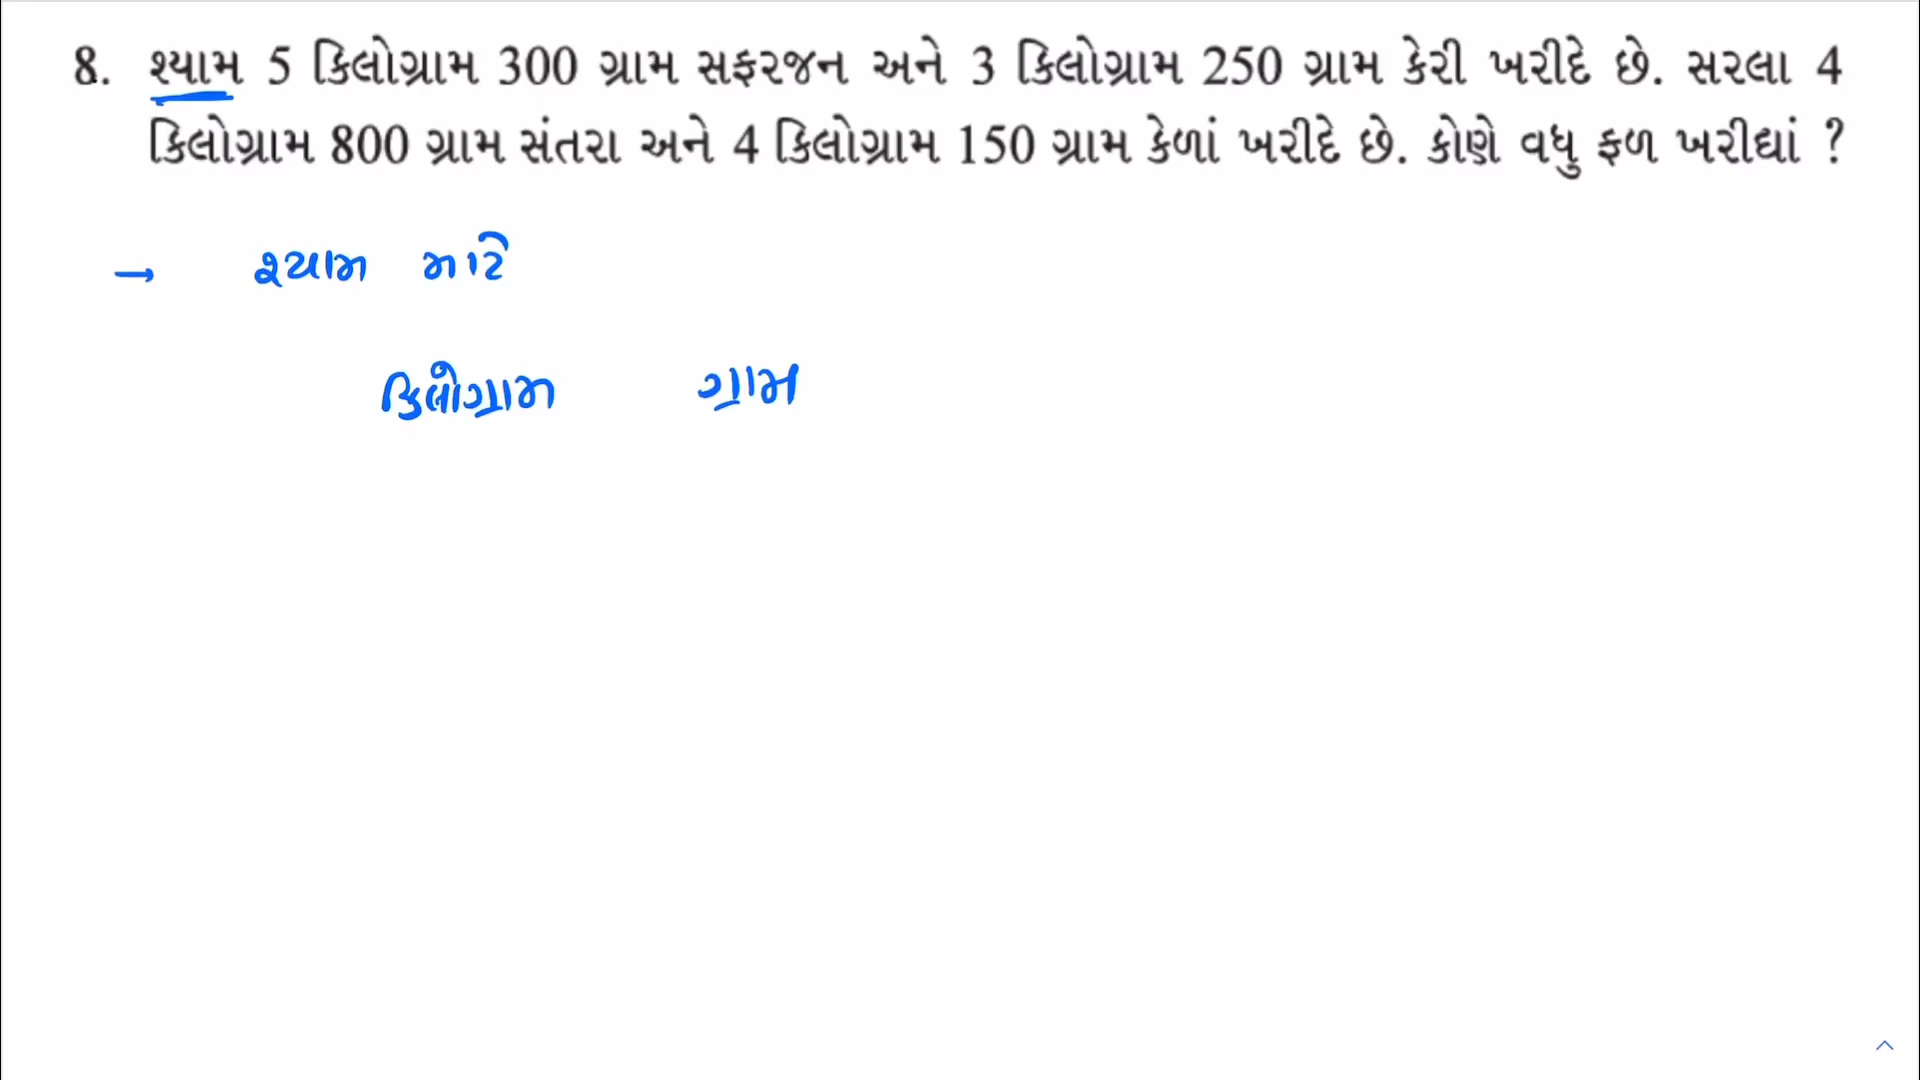 8. શ્યામ 5 કિલોગ્રામ 300 ગ્રામ સફરજન અને 3 કિલોગ્રામ 250 ગ્રામ કેરી ખરીદે છે. સરલા 4
કિલોગ્રામ 800 ગ્રામ સંતરા અને 4 કિલોગ્રામ 150 ગ્રામ કેળાં ખરીદે છે. કોણે વધુ ફળ ખરીદ્યાં ?
→ શ્યામ માટે
કિલોગ્રામ ગ્રામ